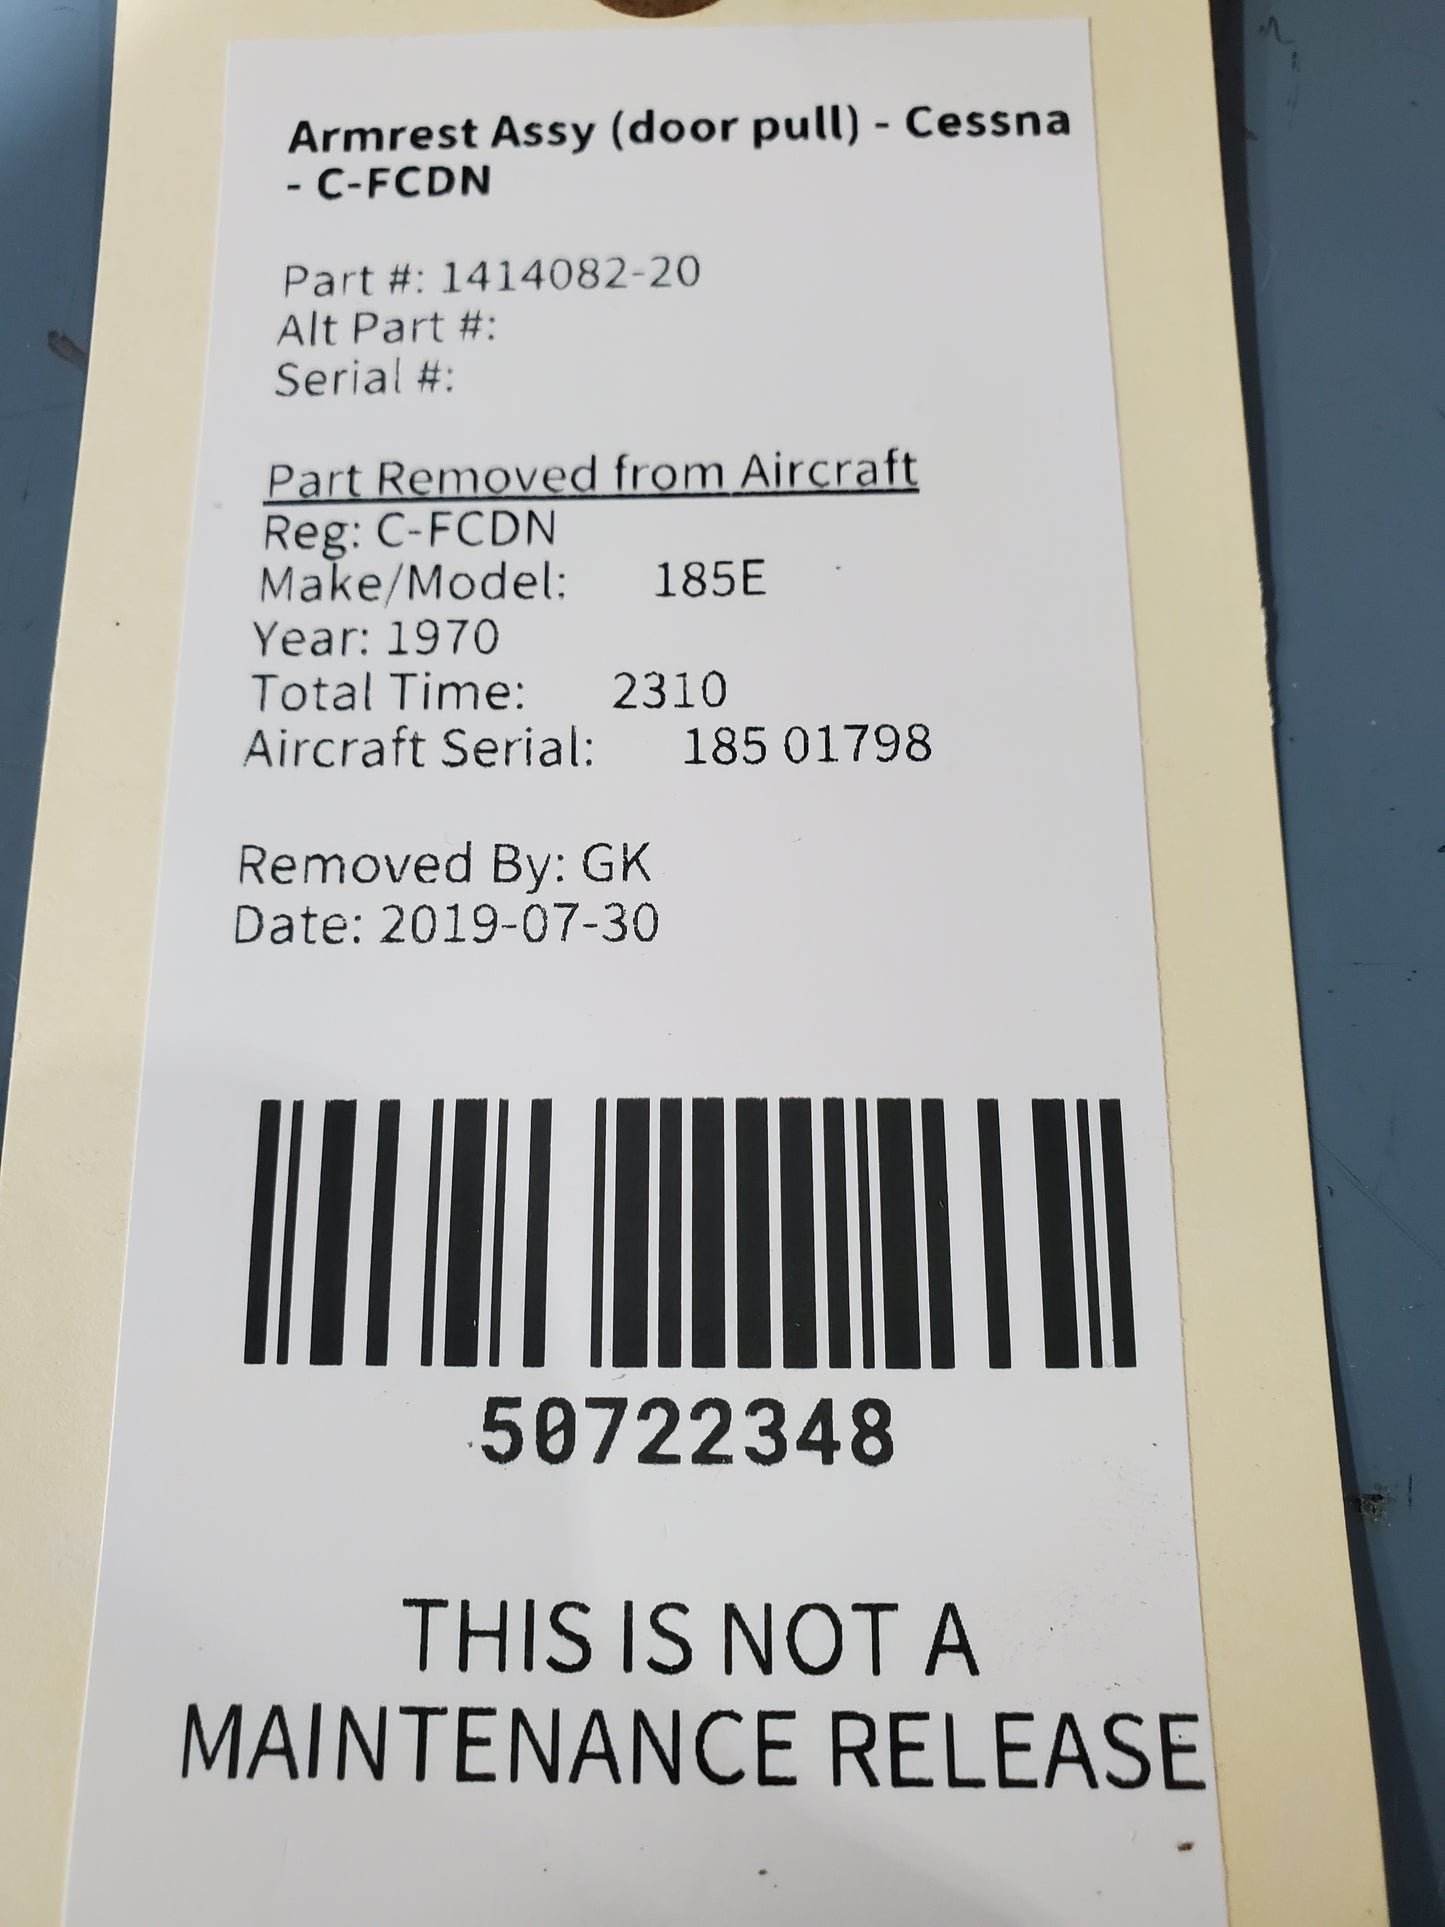 Armrest Assy (door pull) - Cessna
- C-FCDN
Part #: 1414082-20
Alt Part #:
Serial #:
Part Removed from Aircraft
Reg: C-FCDN
Make/Model: 185E
Year: 1970
Total Time: 2310
Aircraft Serial: 185 01798
Removed By: GK
Date: 2019-07-30
50722348
THIS IS NOT A
MAINTENANCE RELEASE